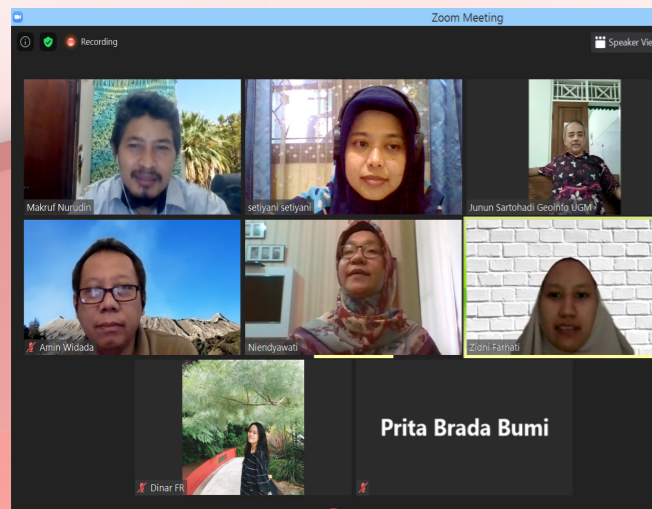 Zoom Meeting
Recording
Speaker Vie
Makruf Nurudin
setiyani setiyani
Junun Sartohadi GeoInfo UGM
Amin Widada
Niendyawati
Zidni Farhati
Dinar FR
Prita Brada Bumi